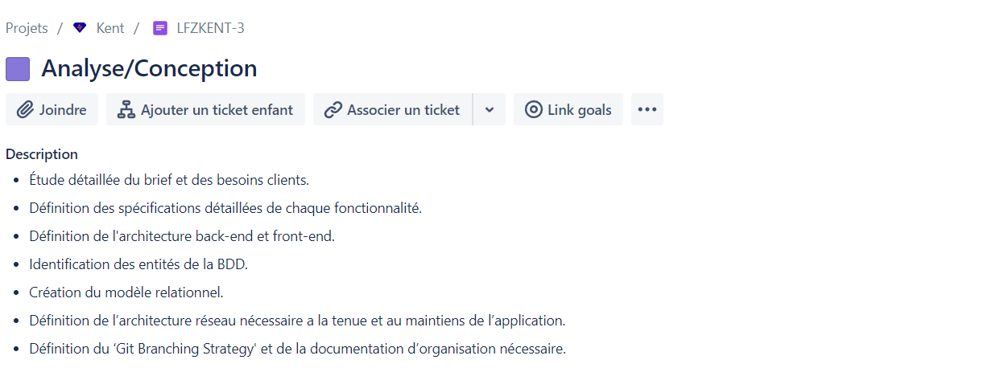 Projets / Kent / LFZKENT-3
Analyse/Conception
Joindre Ajouter un ticket enfant Associer un ticket Link goals
Description
• Étude détaillée du brief et des besoins clients.
• Définition des spécifications détaillées de chaque fonctionnalité.
• Définition de l'architecture back-end et front-end.
• Identification des entités de la BDD.
• Création du modèle relationnel.
• Définition de l’architecture réseau nécessaire a la tenue et au maintiens de l’application.
• Définition du ‘Git Branching Strategy' et de la documentation d’organisation nécessaire.